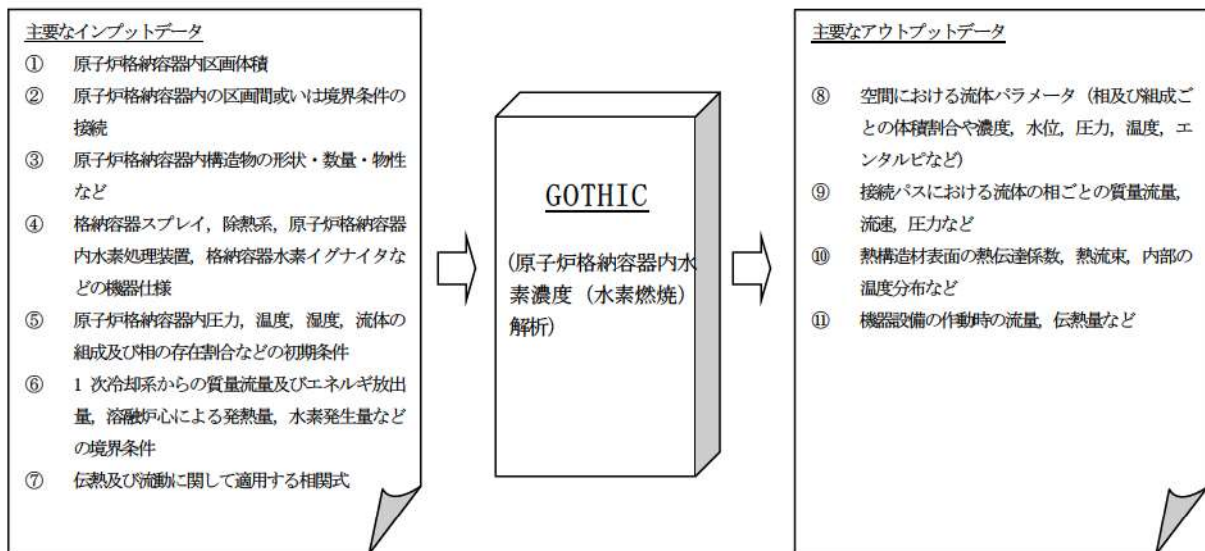 主要なインプットデータ
① 原子炉格納容器内区画体積
② 原子炉格納容器内の区画間或いは境界条件の
接続
③ 原子炉格納容器内構造物の形状・数量・物性
など
④ 格納容器スプレイ，除熱系，原子炉格納容器
内水素処理装置，格納容器水素イグナイタな
どの機器仕様
⑤ 原子炉格納容器内圧力，温度，湿度，流体の
組成及び相の存在割合などの初期条件
⑥ 1 次冷却系からの質量流量及びエネルギ放出
量，溶融炉心による発熱量，水素発生量など
の境界条件
⑦ 伝熱及び流動に関して適用する相関式
GOTHIC
(原子炉格納容器内水
素濃度（水素燃焼）
解析)
主要なアウトプットデータ
⑧ 空間における流体パラメータ（相及び組成ご
との体積割合や濃度，水位，圧力，温度，エ
ンタルピなど）
⑨ 接続パスにおける流体の相ごとの質量流量，
流速，圧力など
⑩ 熱構造材表面の熱伝達係数，熱流束，内部の
温度分布など
⑪ 機器設備の作動時の流量，伝熱量など